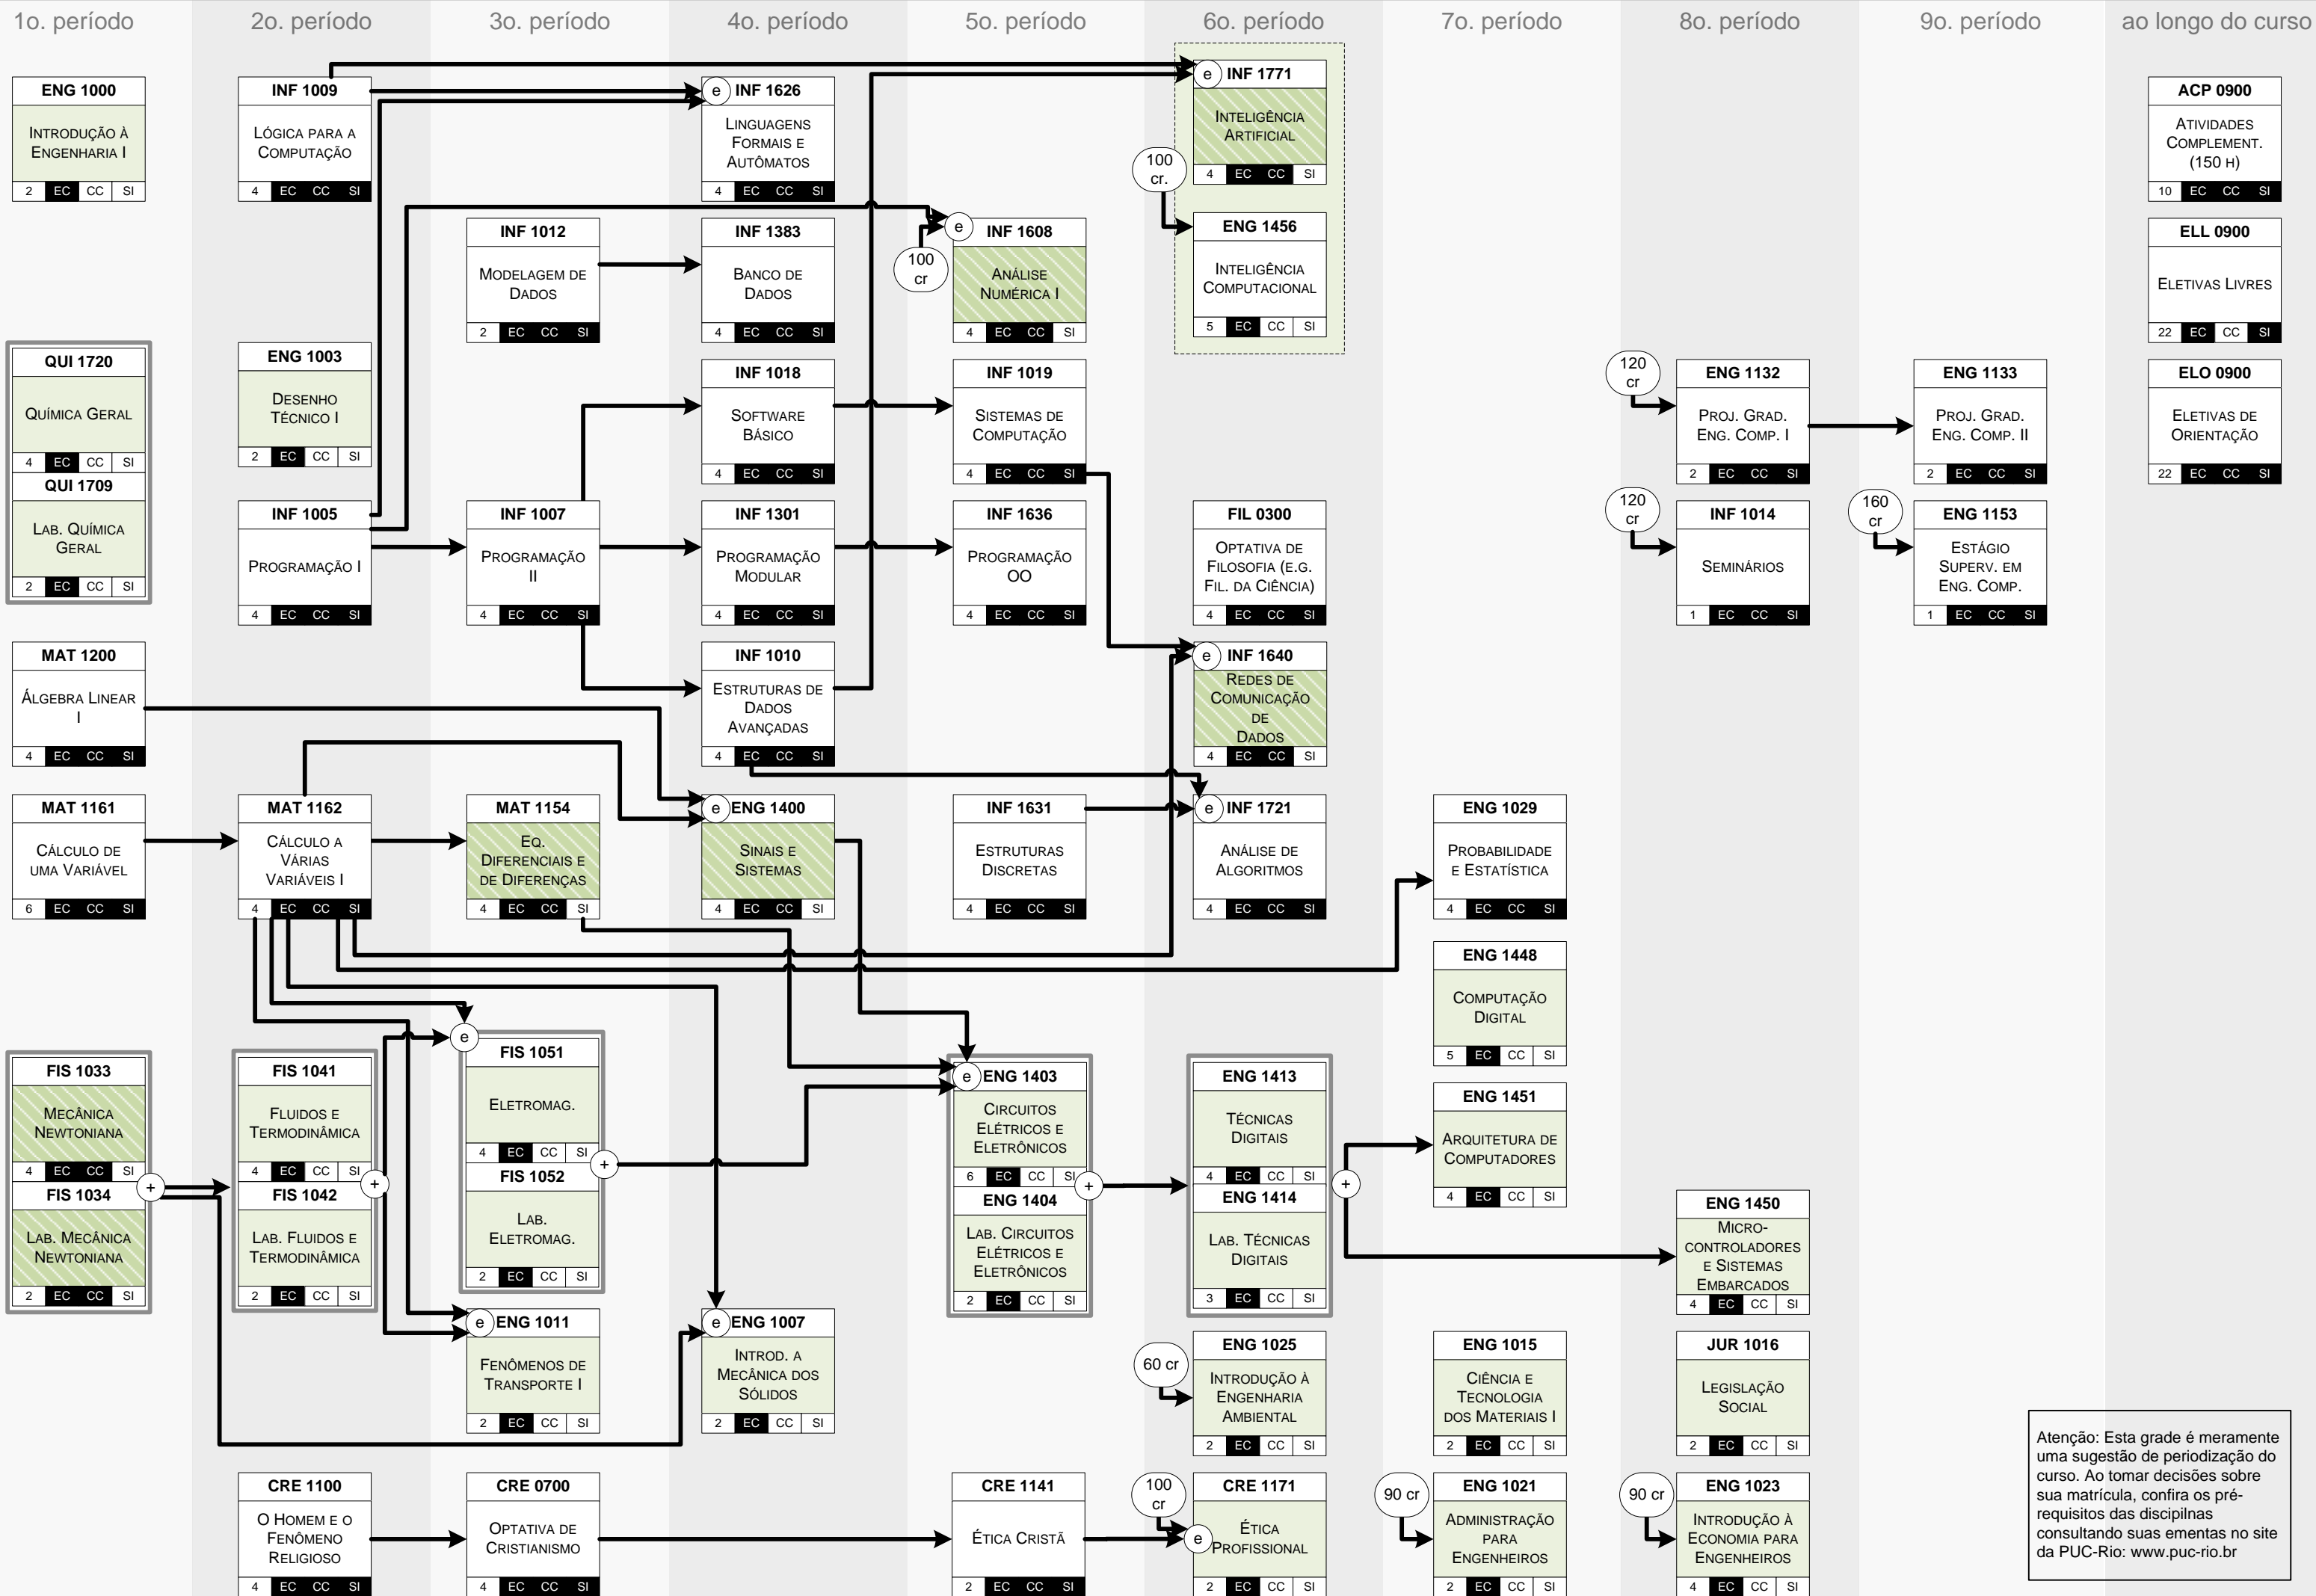 1o. período
2o. período
3o. período
4o. período
5o. período
6o. período
7o. período
8o. período
9o. período
ao longo do curso
ENG 1000
INTRODUÇÃO À
ENGENHARIA I
2 EC CC SI
QUI 1720
QUÍMICA GERAL
4 EC CC SI
QUI 1709
LAB. QUÍMICA
GERAL
2 EC CC SI
MAT 1200
ÁLGEBRA LINEAR
I
4 EC CC SI
MAT 1161
CÁLCULO DE
UMA VARIÁVEL
6 EC CC SI
FIS 1033
MECÂNICA
NEWTONIANA
4 EC CC SI
FIS 1034
LAB. MECÂNICA
NEWTONIANA
2 EC CC SI
+
INF 1009
LÓGICA PARA A
COMPUTAÇÃO
4 EC CC SI
ENG 1003
DESENHO
TÉCNICO I
2 EC CC SI
INF 1005
PROGRAMAÇÃO I
4 EC CC SI
MAT 1162
CÁLCULO A
VÁRIAS
VARIÁVEIS I
4 EC CC SI
FIS 1041
FLUIDOS E
TERMODINÂMICA
4 EC CC SI
FIS 1042
LAB. FLUIDOS E
TERMODINÂMICA
2 EC CC SI
+
CRE 1100
O HOMEM E O
FENÔMENO
RELIGIOSO
4 EC CC SI
INF 1012
MODELAGEM DE
DADOS
2 EC CC SI
INF 1007
PROGRAMAÇÃO
II
4 EC CC SI
MAT 1154
EQ.
DIFERENCIAIS E
DE DIFERENÇAS
4 EC CC SI
e
FIS 1051
ELETROMAG.
4 EC CC SI
FIS 1052
LAB.
ELETROMAG.
2 EC CC SI
+
e ENG 1011
FENÔMENOS DE
TRANSPORTE I
2 EC CC SI
CRE 0700
OPTATIVA DE
CRISTIANISMO
4 EC CC SI
e INF 1626
LINGUAGENS
FORMAIS E
AUTÔMATOS
4 EC CC SI
INF 1383
BANCO DE
DADOS
4 EC CC SI
INF 1018
SOFTWARE
BÁSICO
4 EC CC SI
INF 1301
PROGRAMAÇÃO
MODULAR
4 EC CC SI
INF 1010
ESTRUTURAS DE
DADOS
AVANÇADAS
4 EC CC SI
e ENG 1400
SINAIS E
SISTEMAS
4 EC CC SI
e ENG 1007
INTROD. A
MECÂNICA DOS
SÓLIDOS
2 EC CC SI
100
cr
e INF 1608
ANÁLISE
NUMÉRICA I
4 EC CC SI
INF 1019
SISTEMAS DE
COMPUTAÇÃO
4 EC CC SI
INF 1636
PROGRAMAÇÃO
OO
4 EC CC SI
INF 1631
ESTRUTURAS
DISCRETAS
4 EC CC SI
e ENG 1403
CIRCUITOS
ELÉTRICOS E
ELETRÔNICOS
6 EC CC SI
ENG 1404
LAB. CIRCUITOS
ELÉTRICOS E
ELETRÔNICOS
2 EC CC SI
+
CRE 1141
ÉTICA CRISTÃ
2 EC CC SI
e INF 1771
INTELIGÊNCIA
ARTIFICIAL
4 EC CC SI
100
cr.
ENG 1456
INTELIGÊNCIA
COMPUTACIONAL
5 EC CC SI
FIL 0300
OPTATIVA DE
FILOSOFIA (E.G.
FIL. DA CIÊNCIA)
4 EC CC SI
e INF 1640
REDES DE
COMUNICAÇÃO
DE
DADOS
4 EC CC SI
e INF 1721
ANÁLISE DE
ALGORITMOS
4 EC CC SI
ENG 1413
TÉCNICAS
DIGITAIS
4 EC CC SI
ENG 1414
LAB. TÉCNICAS
DIGITAIS
3 EC CC SI
+
60 cr
ENG 1025
INTRODUÇÃO À
ENGENHARIA
AMBIENTAL
2 EC CC SI
100
cr
CRE 1171
e
ÉTICA
PROFISSIONAL
2 EC CC SI
ENG 1029
PROBABILIDADE
E ESTATÍSTICA
4 EC CC SI
ENG 1448
COMPUTAÇÃO
DIGITAL
5 EC CC SI
ENG 1451
ARQUITETURA DE
COMPUTADORES
4 EC CC SI
ENG 1015
CIÊNCIA E
TECNOLOGIA
DOS MATERIAIS I
2 EC CC SI
90 cr
ENG 1021
ADMINISTRAÇÃO
PARA
ENGENHEIROS
2 EC CC SI
120
cr
ENG 1132
PROJ. GRAD.
ENG. COMP. I
2 EC CC SI
120
cr
INF 1014
SEMINÁRIOS
1 EC CC SI
ENG 1450
MICRO-
CONTROLADORES
E SISTEMAS
EMBARCADOS
4 EC CC SI
JUR 1016
LEGISLAÇÃO
SOCIAL
2 EC CC SI
90 cr
ENG 1023
INTRODUÇÃO À
ECONOMIA PARA
ENGENHEIROS
4 EC CC SI
ENG 1133
PROJ. GRAD.
ENG. COMP. II
2 EC CC SI
160
cr
ENG 1153
ESTÁGIO
SUPERV. EM
ENG. COMP.
1 EC CC SI
ACP 0900
ATIVIDADES
COMPLEMENT.
(150 H)
10 EC CC SI
ELL 0900
ELETIVAS LIVRES
22 EC CC SI
ELO 0900
ELETIVAS DE
ORIENTAÇÃO
22 EC CC SI
Atenção: Esta grade é meramente
uma sugestão de periodização do
curso. Ao tomar decisões sobre
sua matrícula, confira os pré-
requisitos das discipilnas
consultando suas ementas no site
da PUC-Rio: www.puc-rio.br